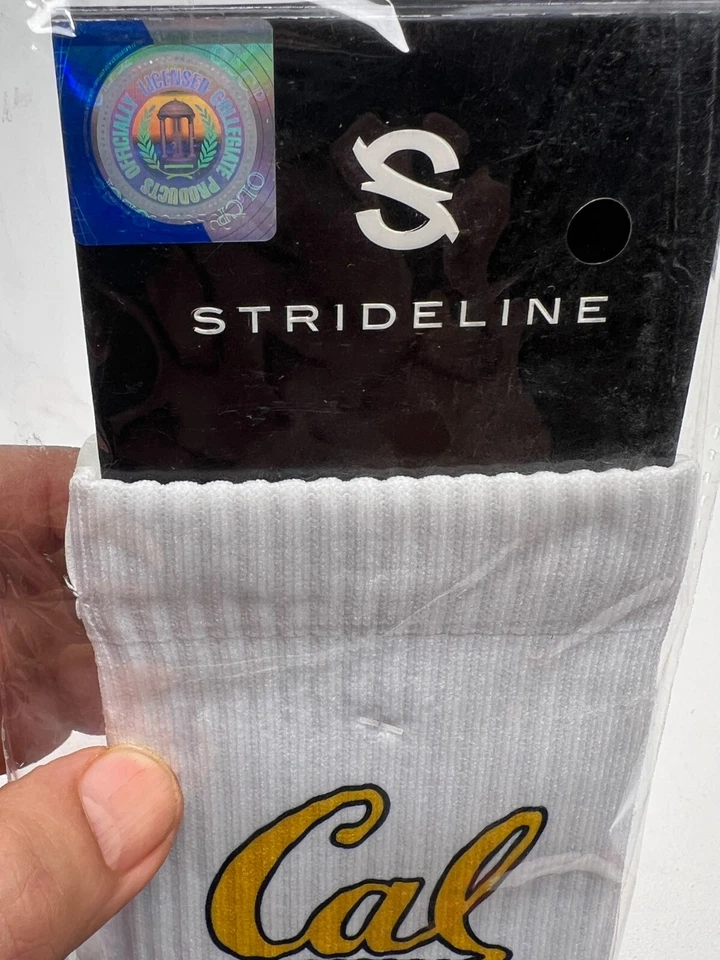 OFFICIALLY LICENSED COLLEGIATE PRODUCTS
S
STRIDELINE
Cal